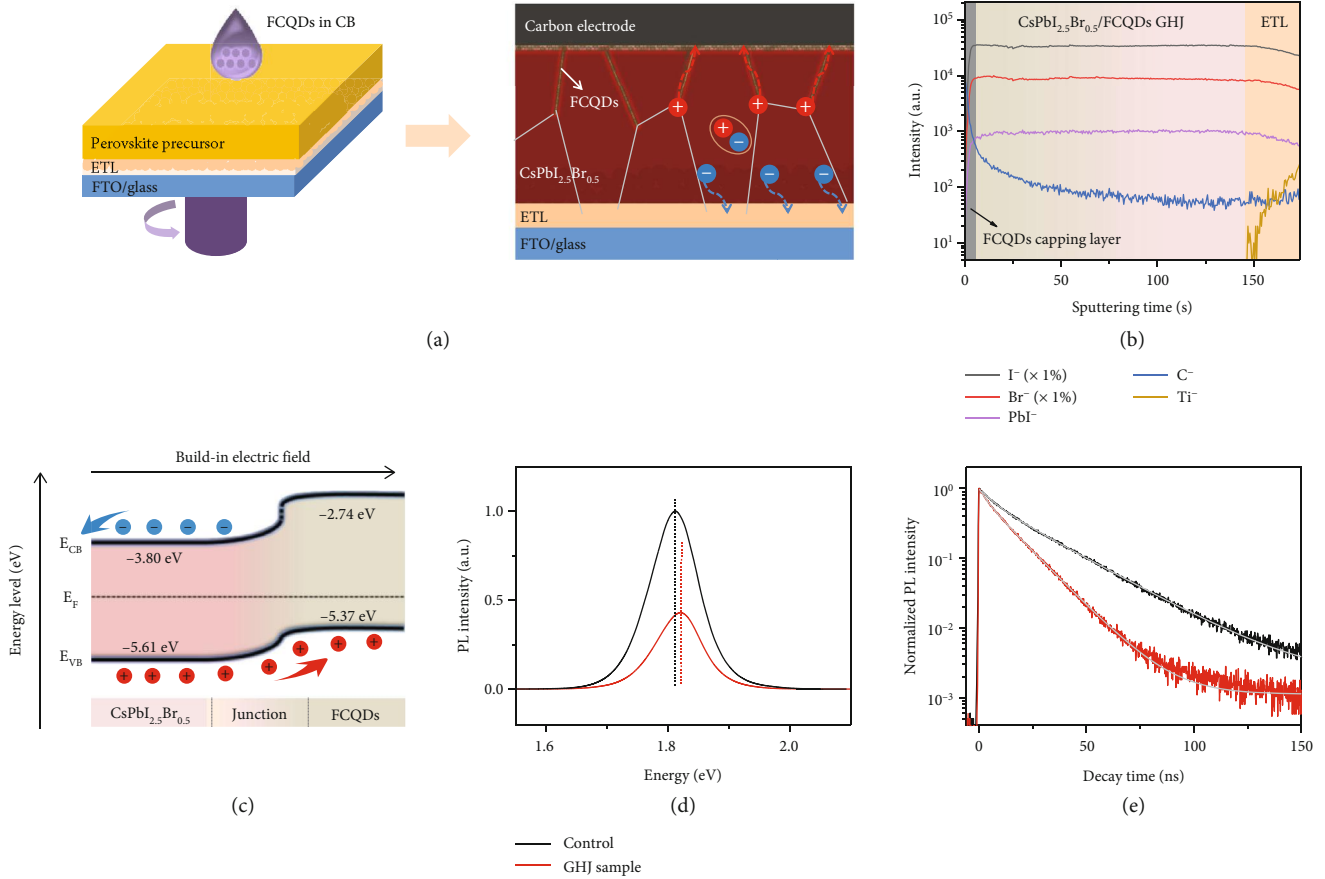 FCQDs in CB
Perovskite precursor
ETL
FTO/glass
Carbon electrode
FCQDs
CsPbI2.5Br0.5
ETL
FTO/glass
(a)
CsPbI2.5Br0.5/FCQDs GHJ
ETL
FCQDs capping layer
Intensity (a.u.)
10^5
10^4
10^3
10^2
10^1
0 50 100 150
Sputtering time (s)
(b)
I– (× 1%)
Br– (× 1%)
PbI–
C–
Ti–
Build-in electric field
Energy level (eV)
ECB
EF
EVB
–3.80 eV
–2.74 eV
–5.61 eV
–5.37 eV
CsPbI2.5Br0.5
Junction
FCQDs
(c)
PL intensity (a.u.)
1.0
0.5
0.0
1.6 1.8 2.0
Energy (eV)
(d)
Control
GHJ sample
Normalized PL intensity
10^0
10^–1
10^–2
10^–3
0 50 100 150
Decay time (ns)
(e)